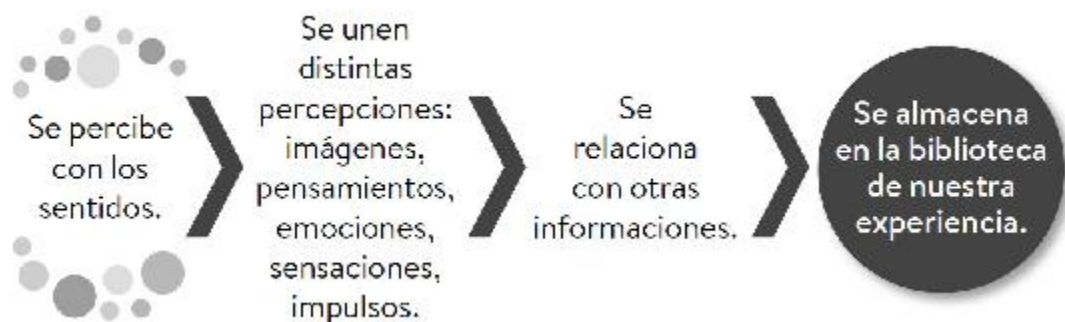 Se percibe
con los
sentidos.
Se unen
distintas
percepciones:
imágenes,
pensamientos,
emociones,
sensaciones,
impulsos.
Se
relaciona
con otras
informaciones.
Se almacena
en la biblioteca
de nuestra
experiencia.